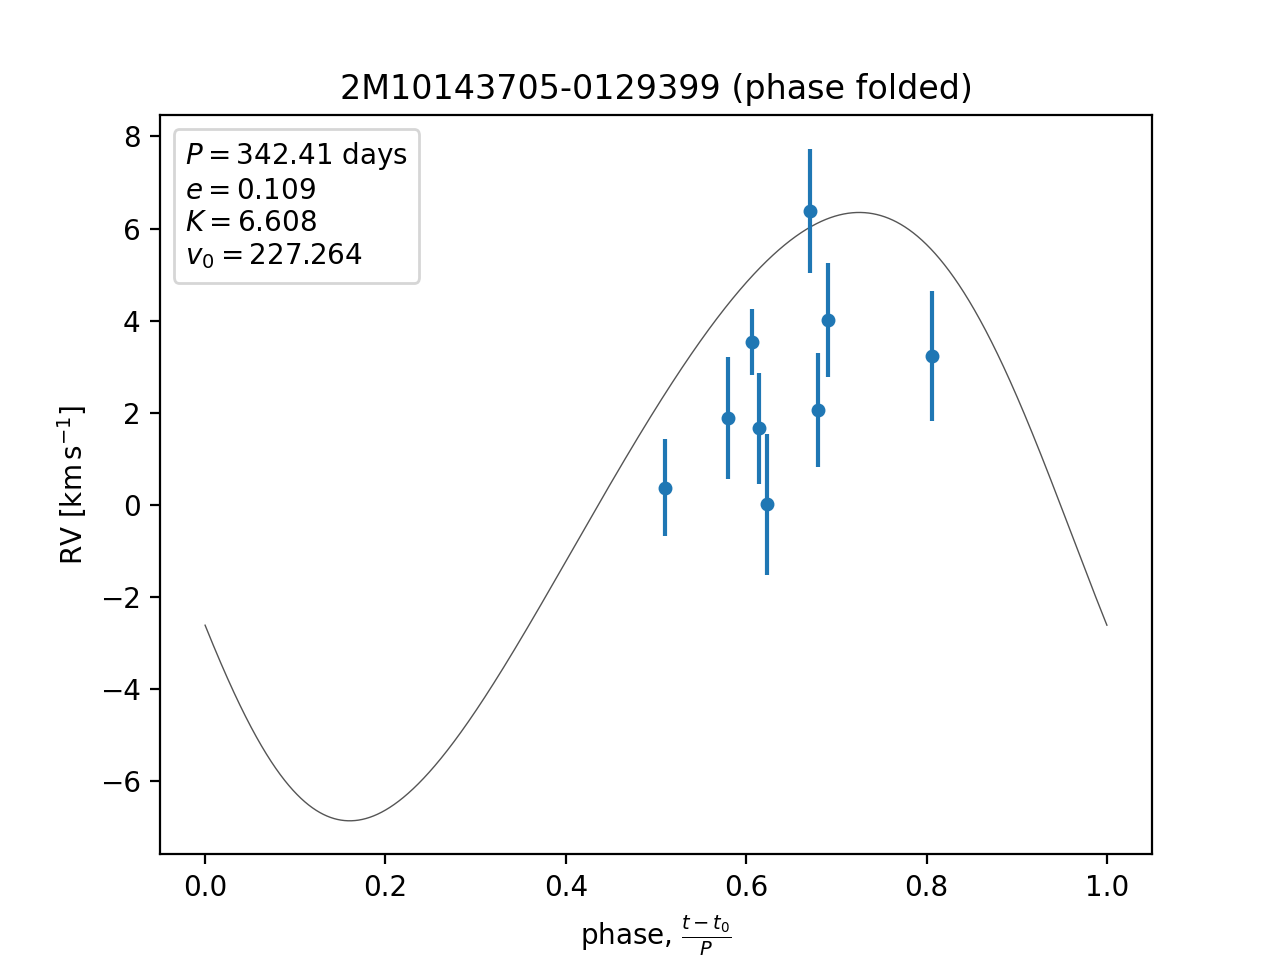 2M10143705-0129399 (phase folded)
P = 342.41 days
e = 0.109
K = 6.608
v₀ = 227.264
8
6
4
2
0
−2
−4
−6
RV [km s⁻¹]
0.0 0.2 0.4 0.6 0.8 1.0
phase, (t − t₀)/P